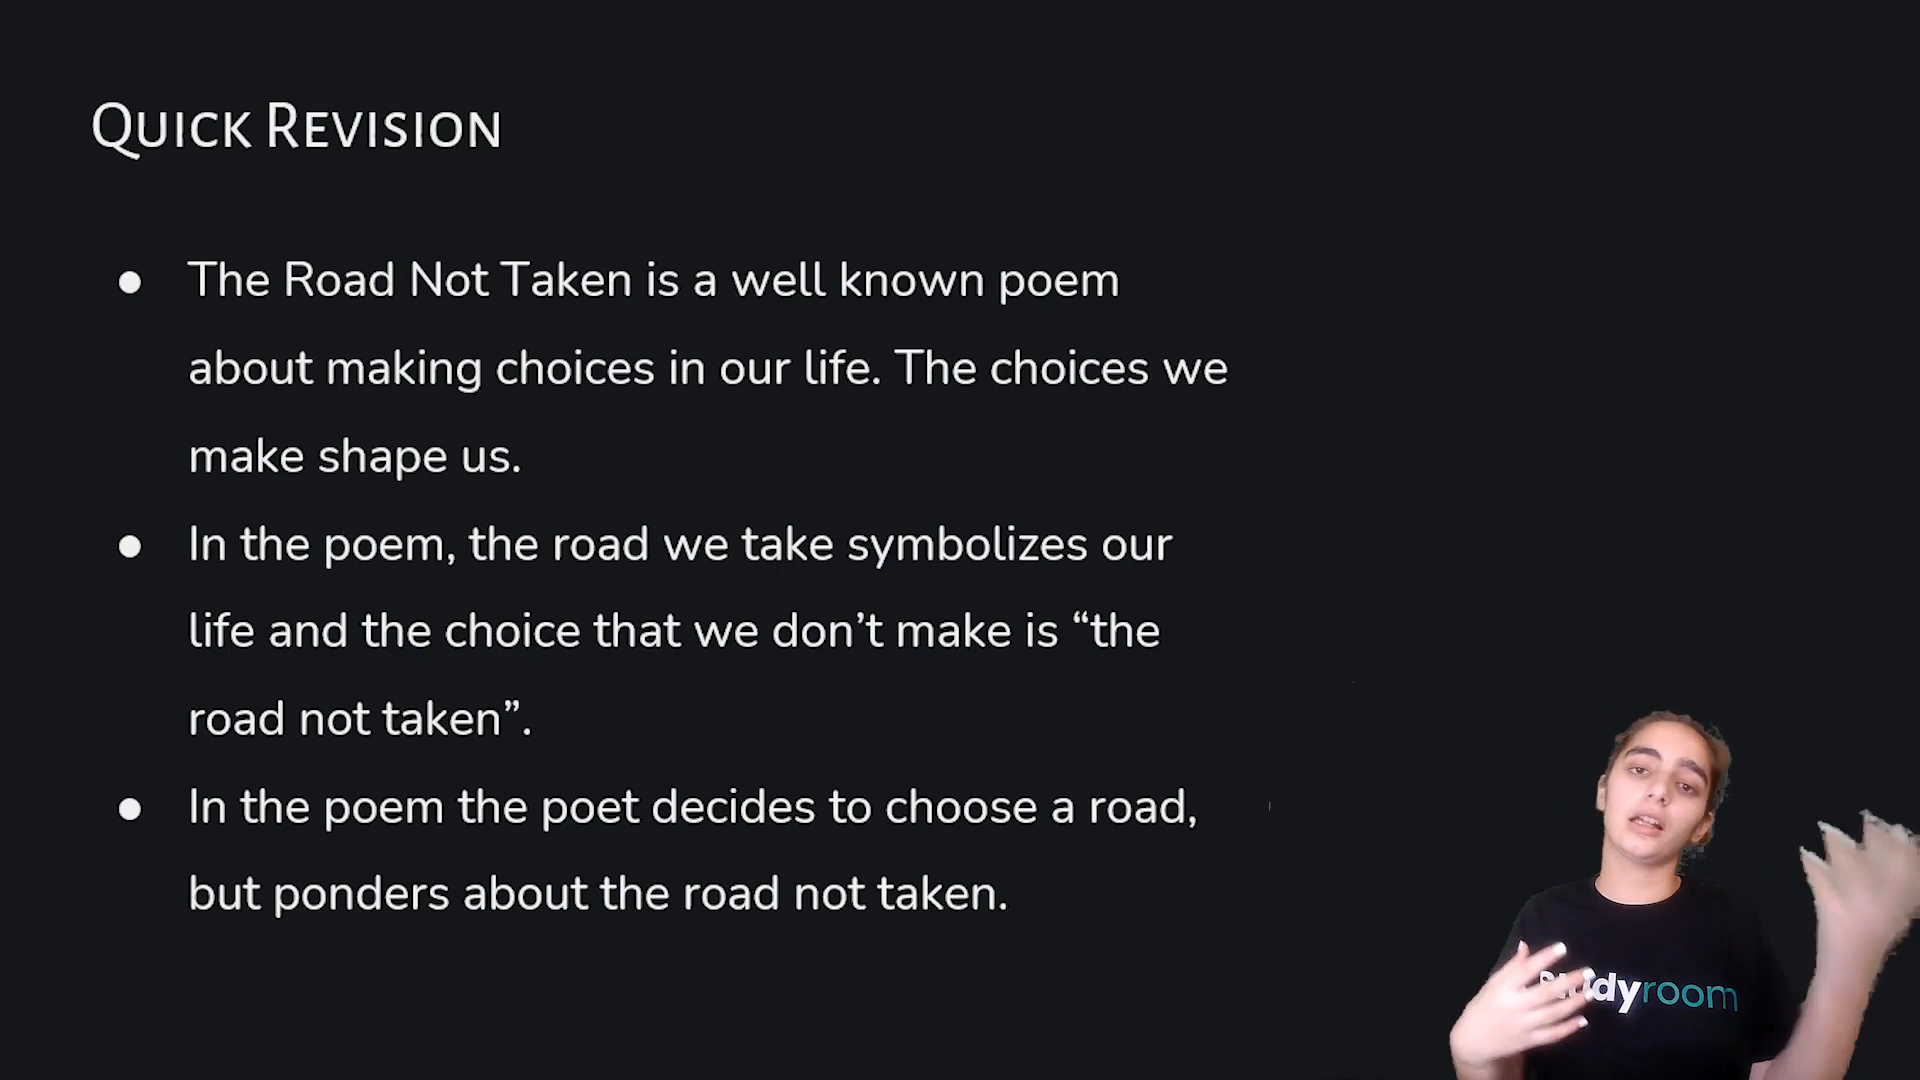 Quick Revision
● The Road Not Taken is a well known poem
about making choices in our life. The choices we
make shape us.
● In the poem, the road we take symbolizes our
life and the choice that we don’t make is “the
road not taken”.
● In the poem the poet decides to choose a road,
but ponders about the road not taken.
studyroom